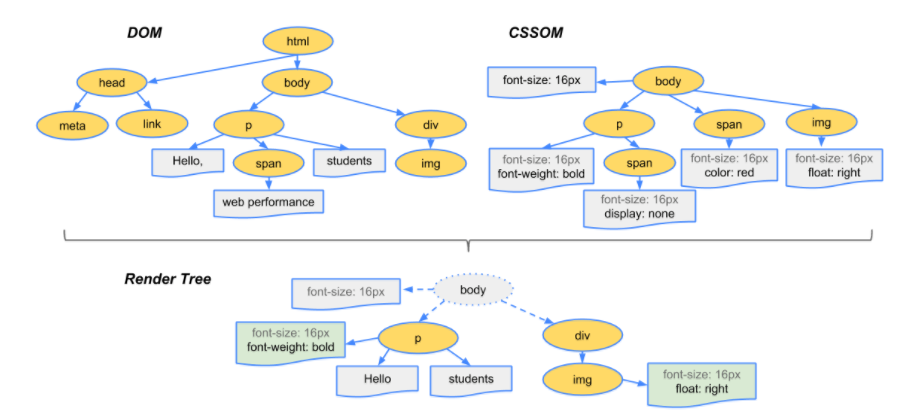 DOM
CSSOM
html
head
body
meta
link
p
div
Hello,
span
students
img
web performance
font-size: 16px
body
p
span
img
font-size: 16px
font-weight: bold
span
font-size: 16px
color: red
font-size: 16px
float: right
font-size: 16px
display: none
Render Tree
font-size: 16px
body
font-size: 16px
font-weight: bold
p
div
Hello
students
img
font-size: 16px
float: right